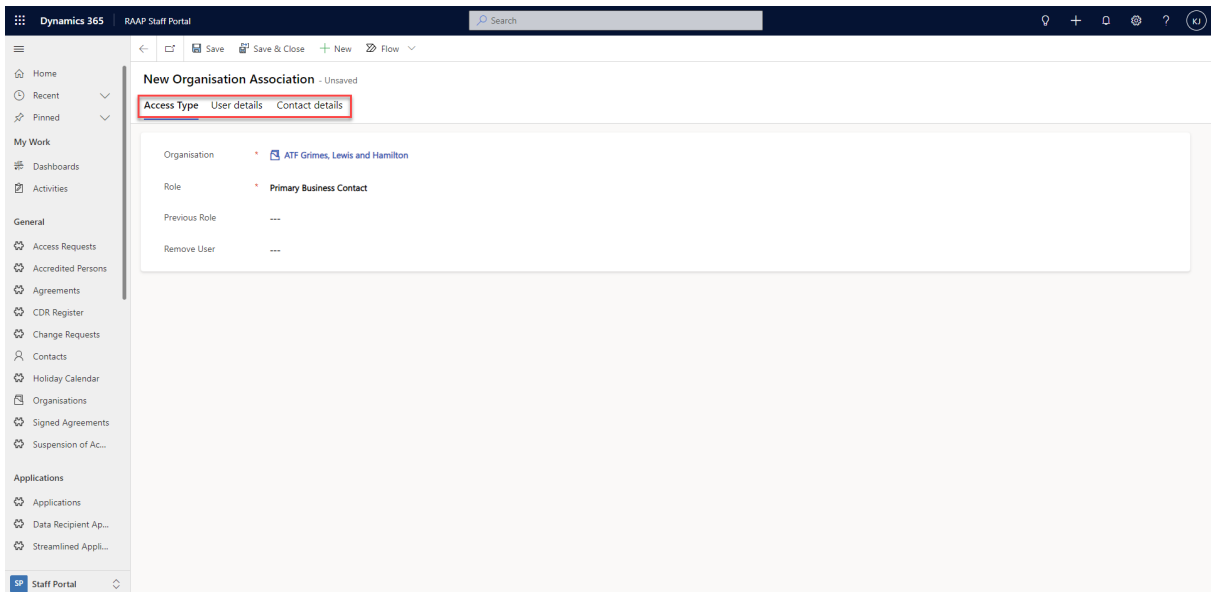 Dynamics 365 RAAP Staff Portal Search ? KJ
Save Save & Close New Flow
Home
Recent
Pinned
My Work
Dashboards
Activities
General
Access Requests
Accredited Persons
Agreements
CDR Register
Change Requests
Contacts
Holiday Calendar
Organisations
Signed Agreements
Suspension of Ac...
Applications
Applications
Data Recipient Ap...
Streamlined Appli...
SP Staff Portal
New Organisation Association - Unsaved
Access Type User details Contact details
Organisation * ATF Grimes, Lewis and Hamilton
Role * Primary Business Contact
Previous Role ---
Remove User ---